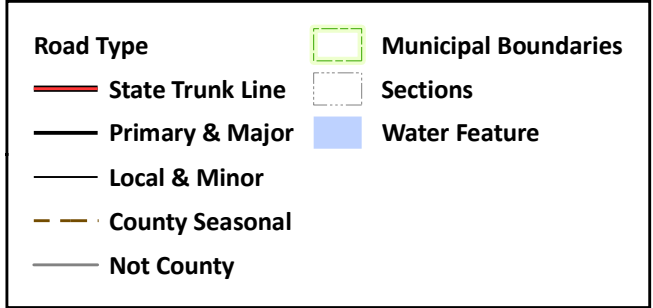 Road Type
State Trunk Line
Primary & Major
Local & Minor
County Seasonal
Not County
Municipal Boundaries
Sections
Water Feature